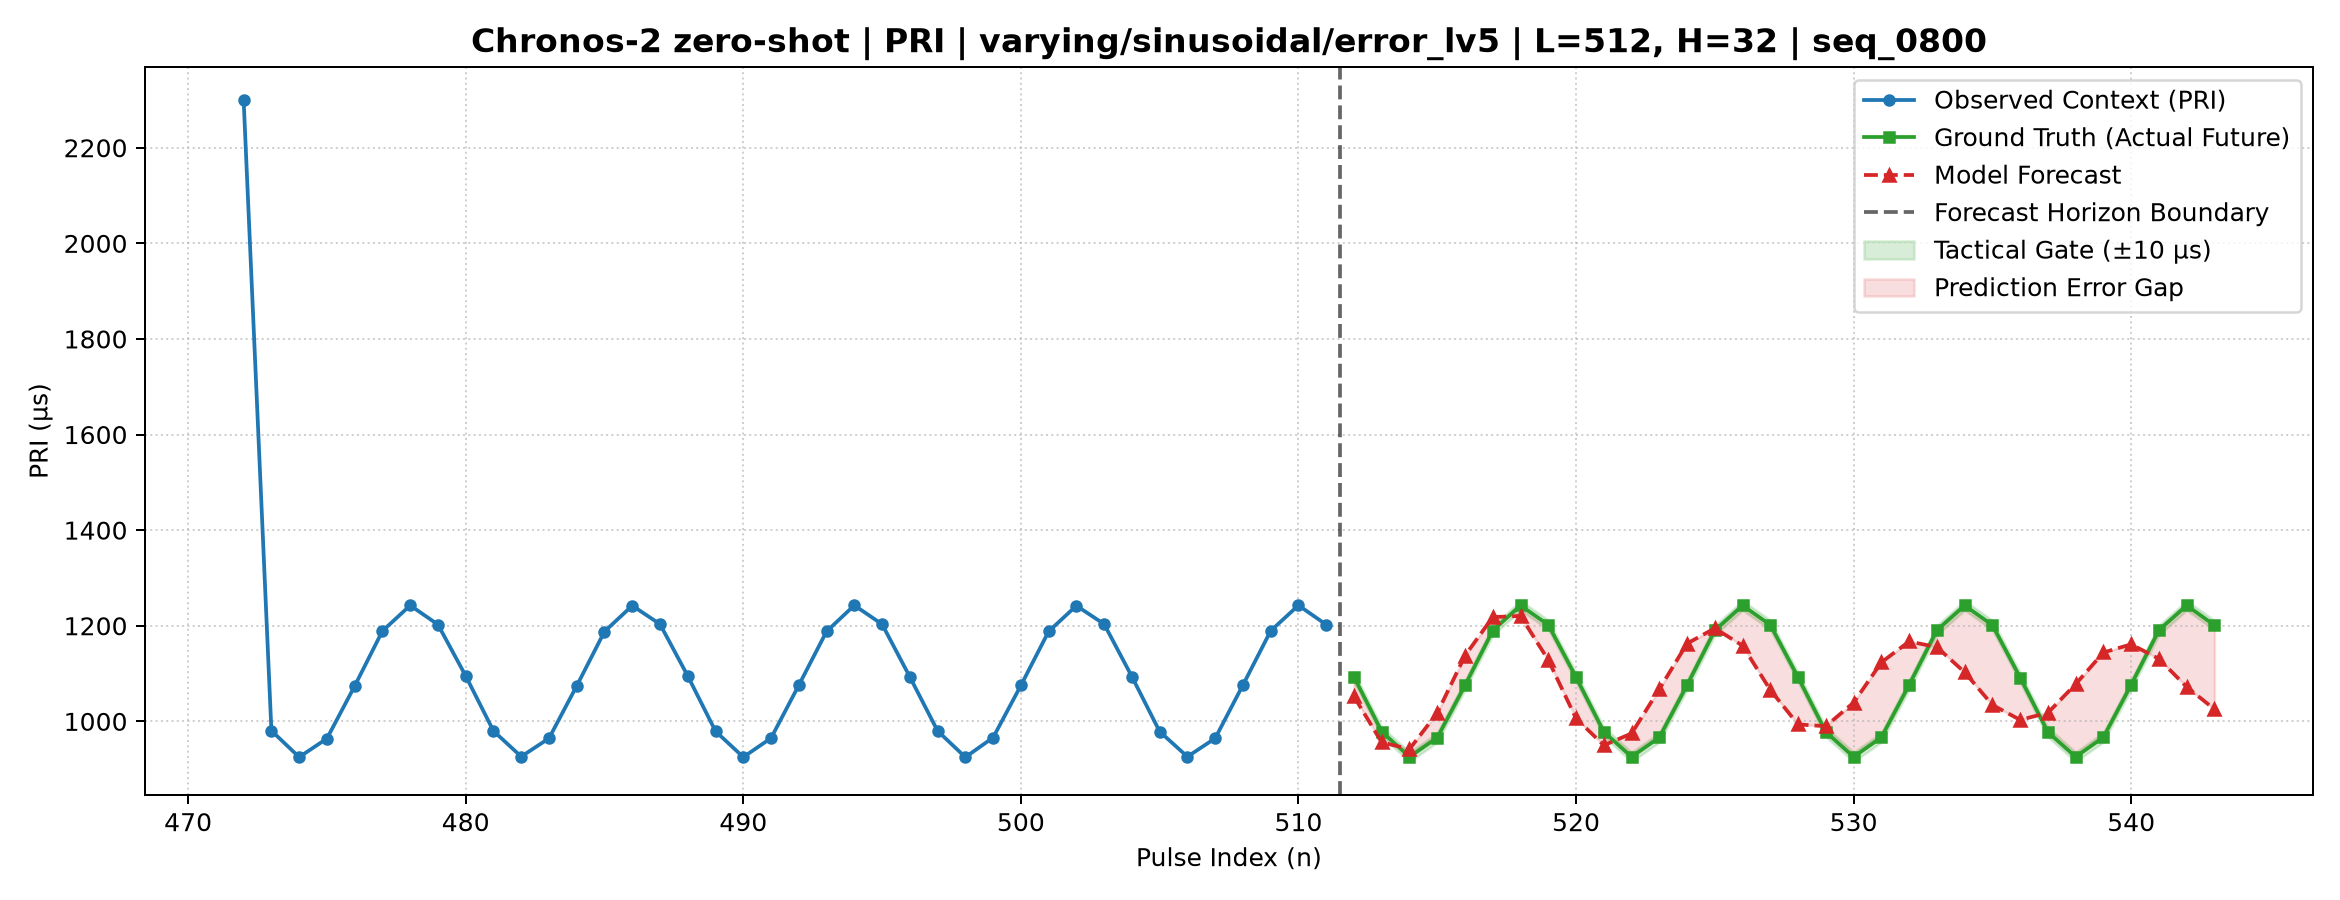 Chronos-2 zero-shot | PRI | varying/sinusoidal/error_lv5 | L=512, H=32 | seq_0800
Observed Context (PRI)
Ground Truth (Actual Future)
Model Forecast
Forecast Horizon Boundary
Tactical Gate (±10 µs)
Prediction Error Gap
PRI (µs)
2200
2000
1800
1600
1400
1200
1000
470 480 490 500 510 520 530 540
Pulse Index (n)